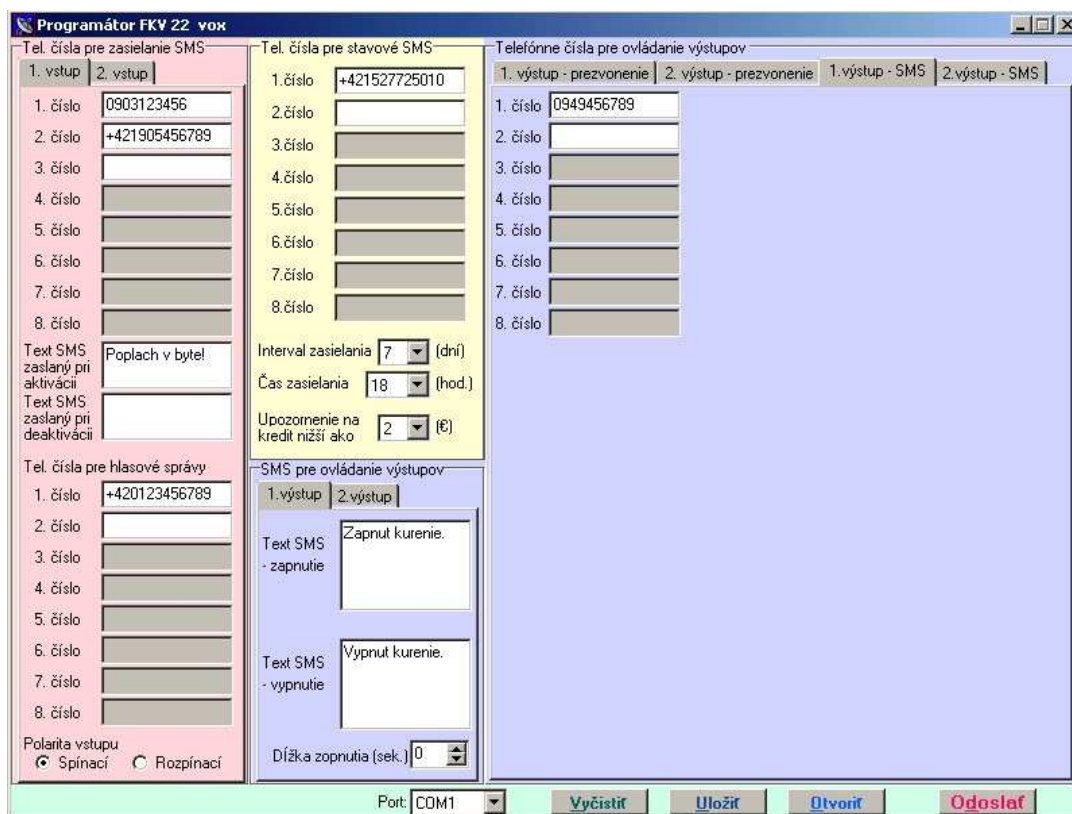 Programátor FKV 22 vox
Tel. čísla pre zasielanie SMS
1. vstup 2. vstup
1. číslo 0903123456
2. číslo +421905456789
3. číslo
4. číslo
5. číslo
6. číslo
7. číslo
8. číslo
Text SMS
zaslaný pri
aktivácii
Poplach v byte!
Text SMS
zaslaný pri
deaktivácii
Tel. čísla pre hlasové správy
1. číslo +420123456789
2. číslo
3. číslo
4. číslo
5. číslo
6. číslo
7. číslo
8. číslo
Polarita vstupu
Spínací Rozpínací
Tel. čísla pre stavové SMS
1.číslo +421527725010
2.číslo
3.číslo
4.číslo
5.číslo
6.číslo
7.číslo
8.číslo
Interval zasielania 7 (dní)
Čas zasielania 18 (hod.)
Upozornenie na
kredit nižší ako 2 (€)
SMS pre ovládanie výstupov
1.výstup 2.výstup
Text SMS
- zapnutie
Zapnut kurenie.
Text SMS
- vypnutie
Vypnut kurenie.
Dĺžka zopnutia (sek.) 0
Telefónne čísla pre ovládanie výstupov
1. výstup - prezvonenie 2. výstup - prezvonenie 1.výstup - SMS 2.výstup - SMS
1. číslo 0949456789
2. číslo
3. číslo
4. číslo
5. číslo
6. číslo
7. číslo
8. číslo
Port: COM1 Vyčistiť Uložiť Otvoriť Odoslať